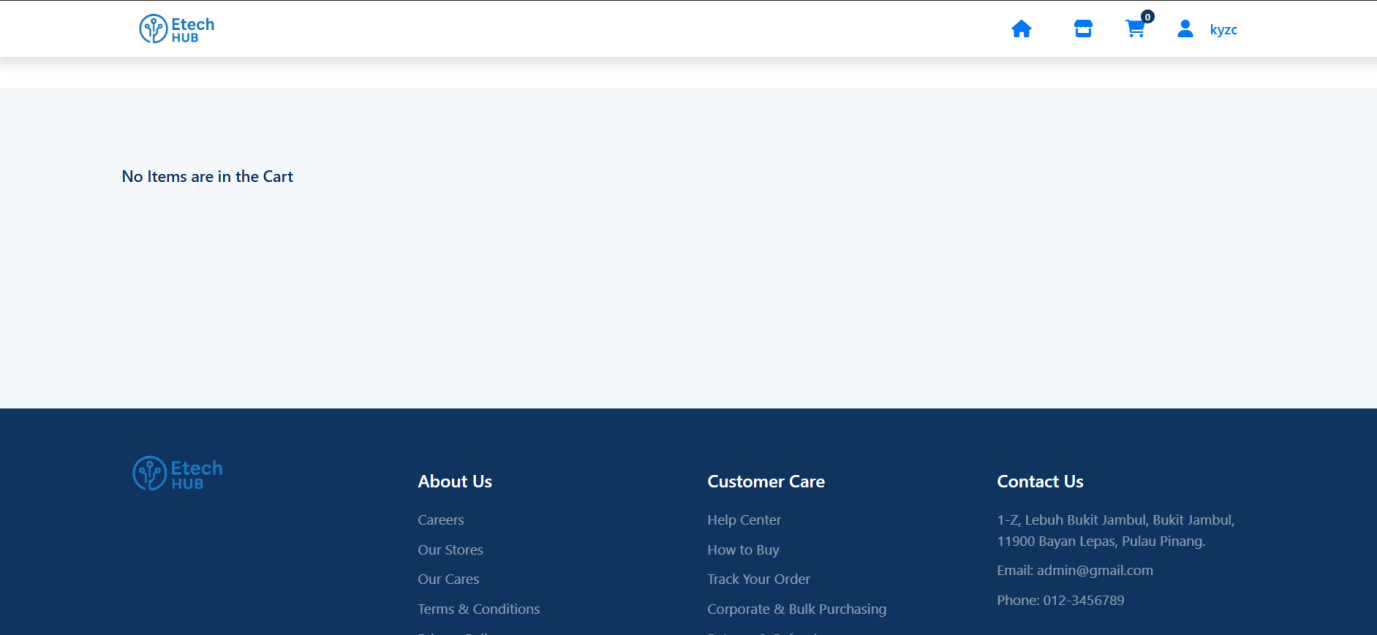 Etech
HUB
0
kyzc
No Items are in the Cart
Etech
HUB
About Us
Careers
Our Stores
Our Cares
Terms & Conditions
Customer Care
Help Center
How to Buy
Track Your Order
Corporate & Bulk Purchasing
Contact Us
1-Z, Lebuh Bukit Jambul, Bukit Jambul,
11900 Bayan Lepas, Pulau Pinang.
Email: admin@gmail.com
Phone: 012-3456789